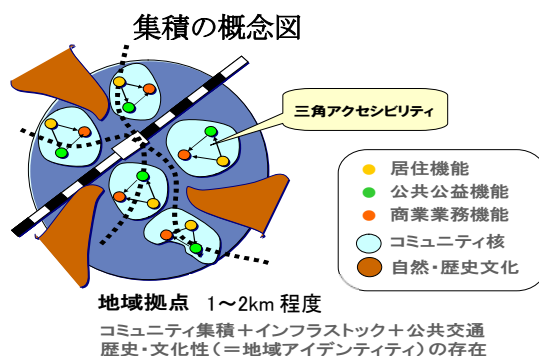 集積の概念図
三角アクセシビリティ
居住機能
公共公益機能
商業業務機能
コミュニティ核
自然・歴史文化
地域拠点 1～2km 程度
コミュニティ集積＋インフラストック＋公共交通
歴史・文化性（＝地域アイデンティティ）の存在